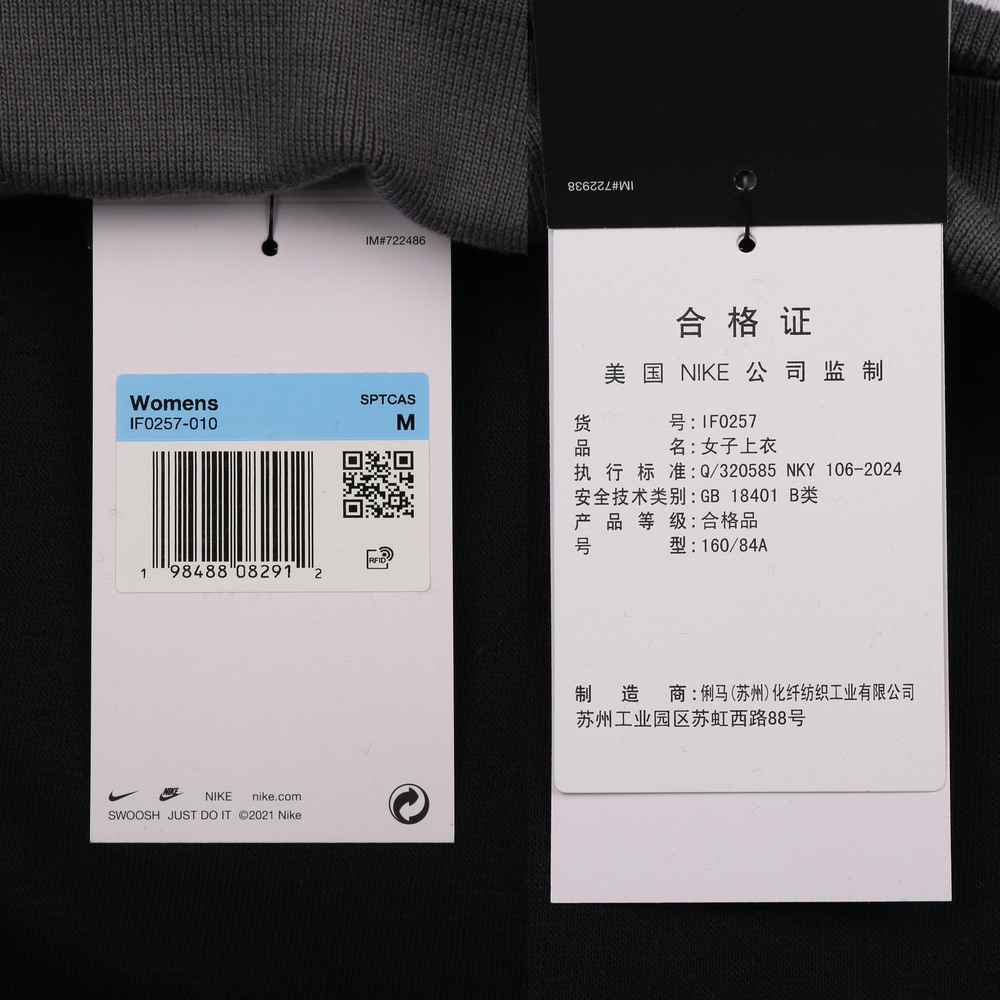 IM#722486
Womens
SPTCAS
IF0257-010
M
1 98488 08291 2
RFID
NIKE
NIKE nike.com
SWOOSH JUST DO IT ©2021 Nike
IM#722938
合格证
美国NIKE公司监制
货号:IF0257
品名:女子上衣
执行标准:Q/320585 NKY 106-2024
安全技术类别:GB 18401 B类
产品等级:合格品
号型:160/84A
制造商:俐马(苏州)化纤纺织工业有限公司
苏州工业园区苏虹西路88号